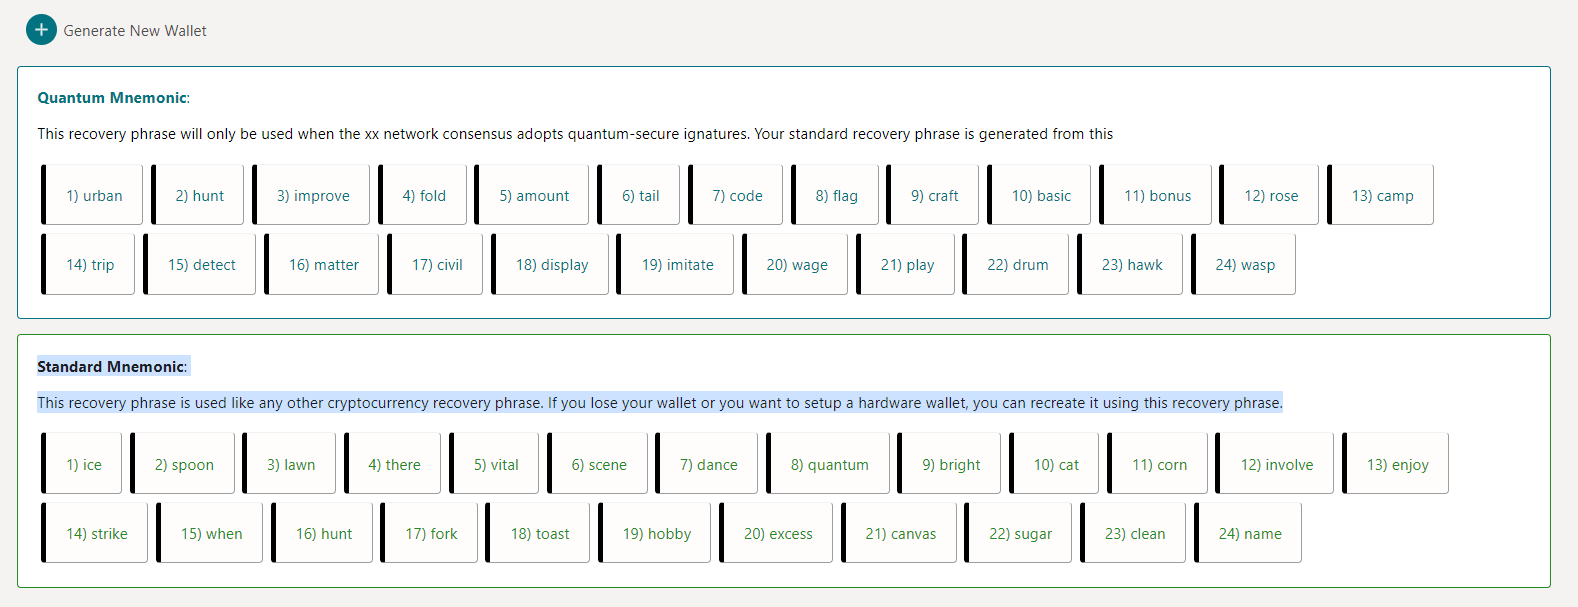 Generate New Wallet
Quantum Mnemonic:
This recovery phrase will only be used when the xx network consensus adopts quantum-secure ignatures. Your standard recovery phrase is generated from this
1) urban 2) hunt 3) improve 4) fold 5) amount 6) tail 7) code 8) flag 9) craft 10) basic 11) bonus 12) rose 13) camp
14) trip 15) detect 16) matter 17) civil 18) display 19) imitate 20) wage 21) play 22) drum 23) hawk 24) wasp
Standard Mnemonic:
This recovery phrase is used like any other cryptocurrency recovery phrase. If you lose your wallet or you want to setup a hardware wallet, you can recreate it using this recovery phrase.
1) ice 2) spoon 3) lawn 4) there 5) vital 6) scene 7) dance 8) quantum 9) bright 10) cat 11) corn 12) involve 13) enjoy
14) strike 15) when 16) hunt 17) fork 18) toast 19) hobby 20) excess 21) canvas 22) sugar 23) clean 24) name